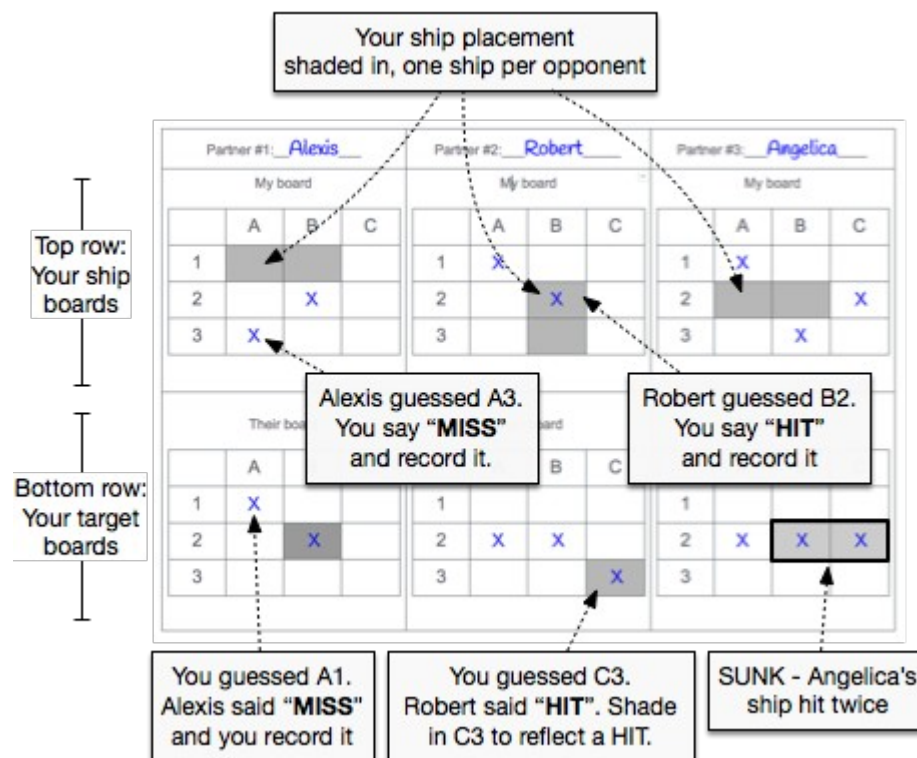 Your ship placement
shaded in, one ship per opponent
Partner #1: Alexis
Partner #2: Robert
Partner #3: Angelica
My board
My board
My board
A B C
A B C
A B C
1
1 X
1 X
2 X
2 X
2 X
3 X
3
3 X
Top row:
Your ship
boards
Alexis guessed A3.
You say “MISS”
and record it.
Robert guessed B2.
You say “HIT”
and record it
Their
A
B C
Bottom row:
Your target
boards
1 X
1
1
2 X
2 X X
2 X X X
3
3 X
3
You guessed A1.
Alexis said “MISS”
and you record it
You guessed C3.
Robert said “HIT”. Shade
in C3 to reflect a HIT.
SUNK - Angelica's
ship hit twice